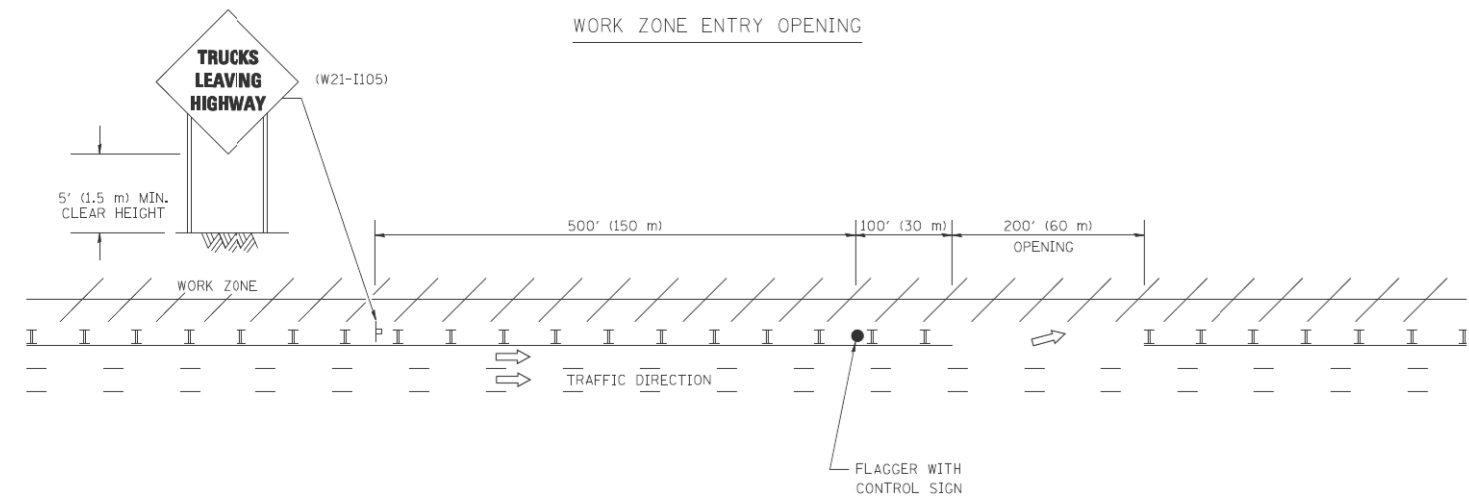 WORK ZONE ENTRY OPENING
TRUCKS
LEAVING
HIGHWAY
(W21-I105)
5' (1.5 m) MIN.
CLEAR HEIGHT
500' (150 m)
100' (30 m)
200' (60 m)
OPENING
WORK ZONE
TRAFFIC DIRECTION
FLAGGER WITH
CONTROL SIGN